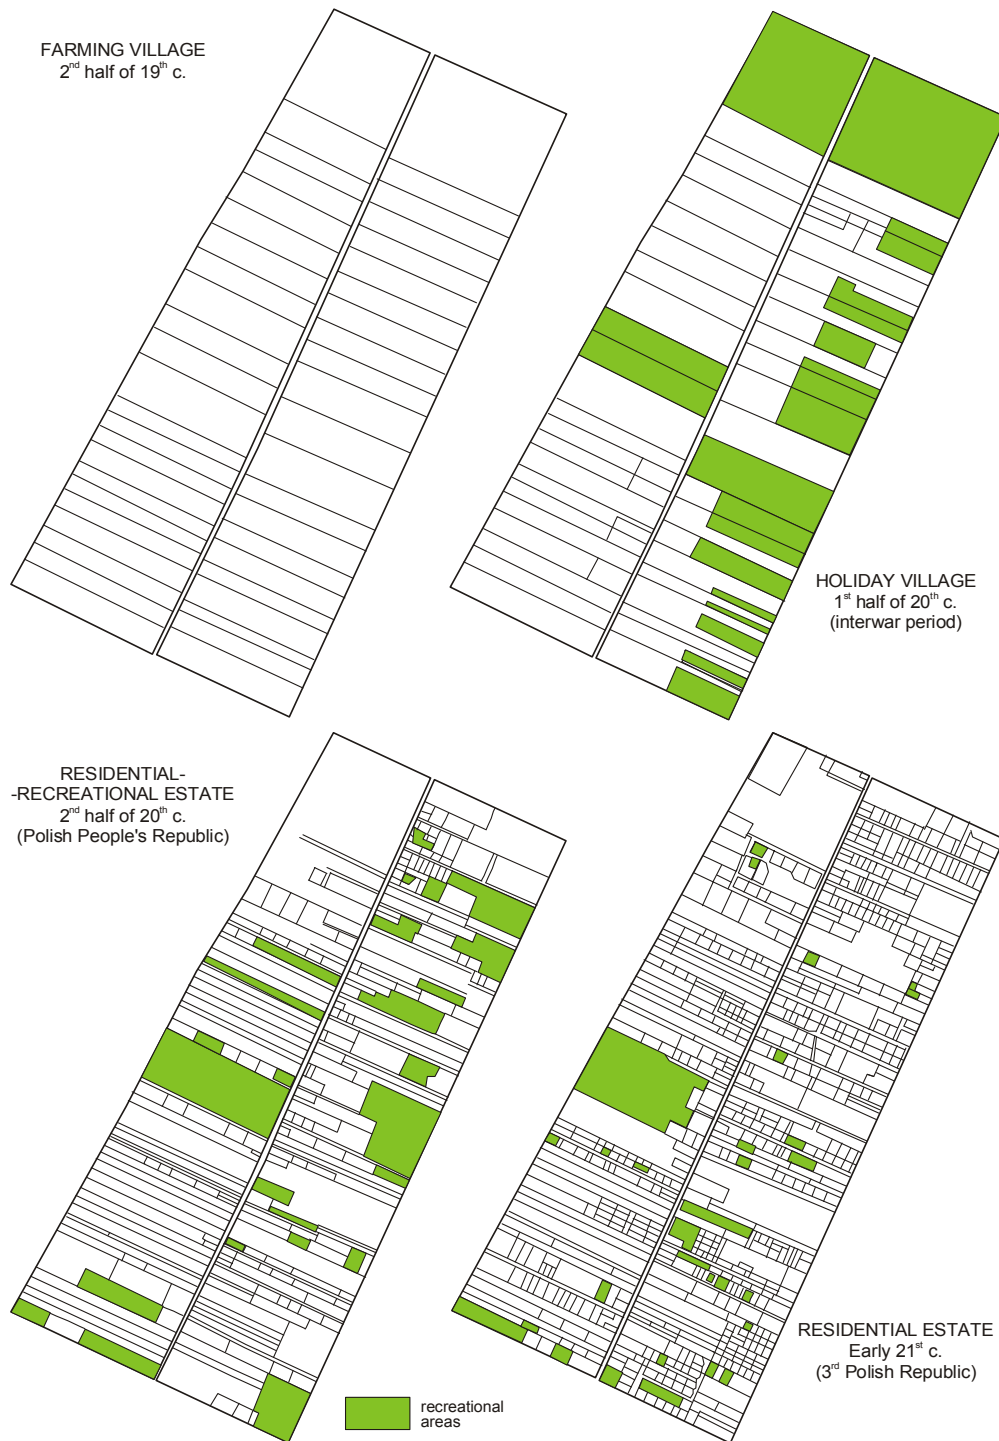 FARMING VILLAGE
2nd half of 19th c.
HOLIDAY VILLAGE
1st half of 20th c.
(interwar period)
RESIDENTIAL-
-RECREATIONAL ESTATE
2nd half of 20th c.
(Polish People's Republic)
RESIDENTIAL ESTATE
Early 21st c.
(3rd Polish Republic)
recreational
areas